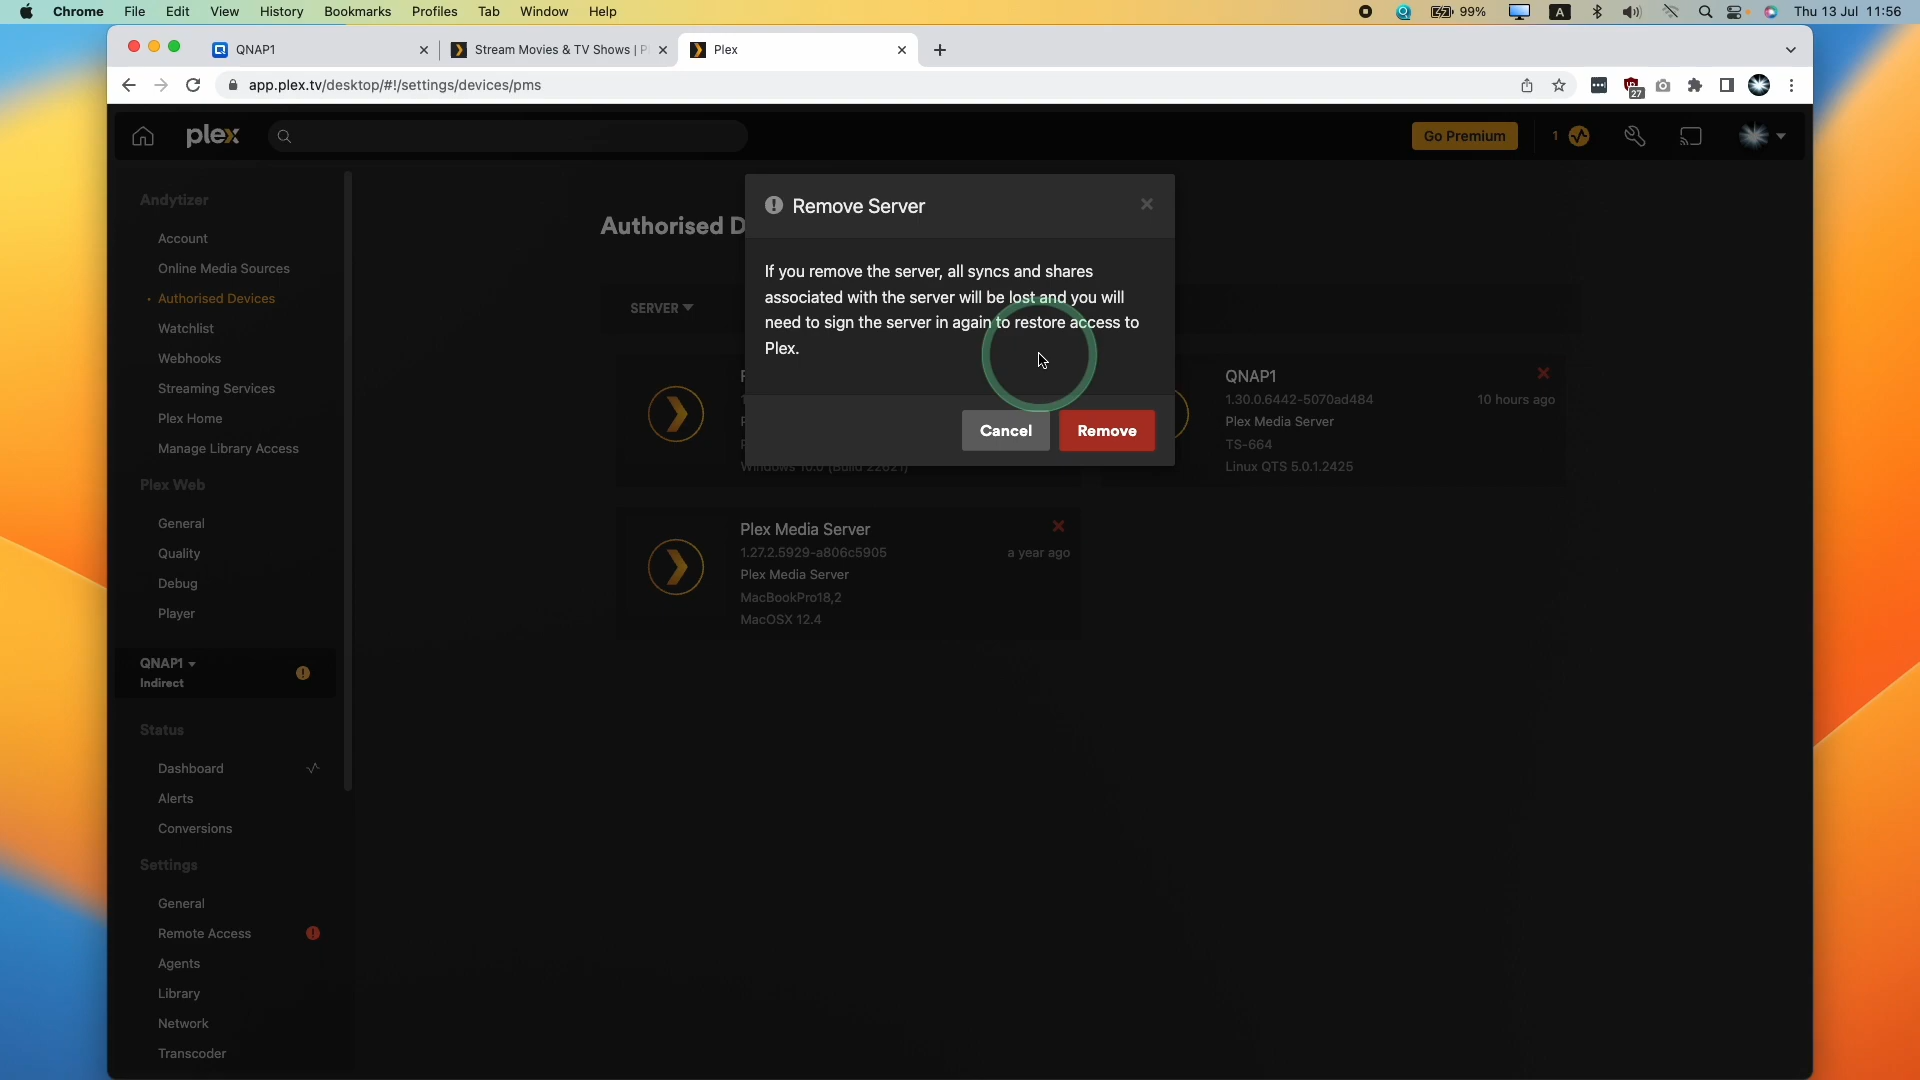 Chrome File Edit View History Bookmarks Profiles Tab Window Help 99% A Thu 13 Jul 11:56
QNAP1 Stream Movies & TV Shows | P Plex
app.plex.tv/desktop/#!/settings/devices/pms 27
plex Go Premium 1
Andytizer
Account
Online Media Sources
Authorised Devices
Watchlist
Webhooks
Streaming Services
Plex Home
Manage Library Access
Plex Web
General
Quality
Debug
Player
QNAP1
Indirect
Status
Dashboard
Alerts
Conversions
Settings
General
Remote Access
Agents
Library
Network
Transcoder
Authorised D
SERVER
Remove Server
If you remove the server, all syncs and shares
associated with the server will be lost and you will
need to sign the server in again to restore access to
Plex.
Cancel Remove
Windows 10.0 (Build 22621)
QNAP1
1.30.0.6442-5070ad484 10 hours ago
Plex Media Server
TS-664
Linux QTS 5.0.1.2425
Plex Media Server
1.27.2.5929-a806c5905 a year ago
Plex Media Server
MacBookPro18,2
MacOSX 12.4